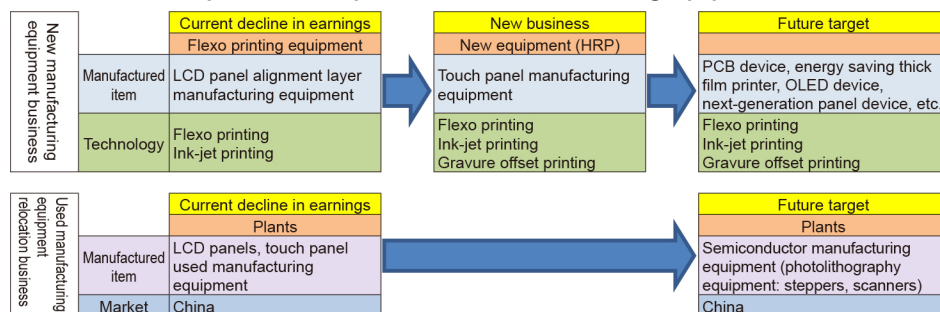 New manufacturing
equipment business
Current decline in earnings
New business
Future target
Flexo printing equipment
New equipment (HRP)
Manufactured
item
LCD panel alignment layer
manufacturing equipment
Touch panel manufacturing
equipment
PCB device, energy saving thick
film printer, OLED device,
next-generation panel device, etc.
Technology
Flexo printing
Ink-jet printing
Flexo printing
Ink-jet printing
Gravure offset printing
Flexo printing
Ink-jet printing
Gravure offset printing
Used manufacturing
equipment
relocation business
Current decline in earnings
Future target
Plants
Plants
Manufactured
item
LCD panels, touch panel
used manufacturing
equipment
Semiconductor manufacturing
equipment (photolithography
equipment: steppers, scanners)
Market
China
China